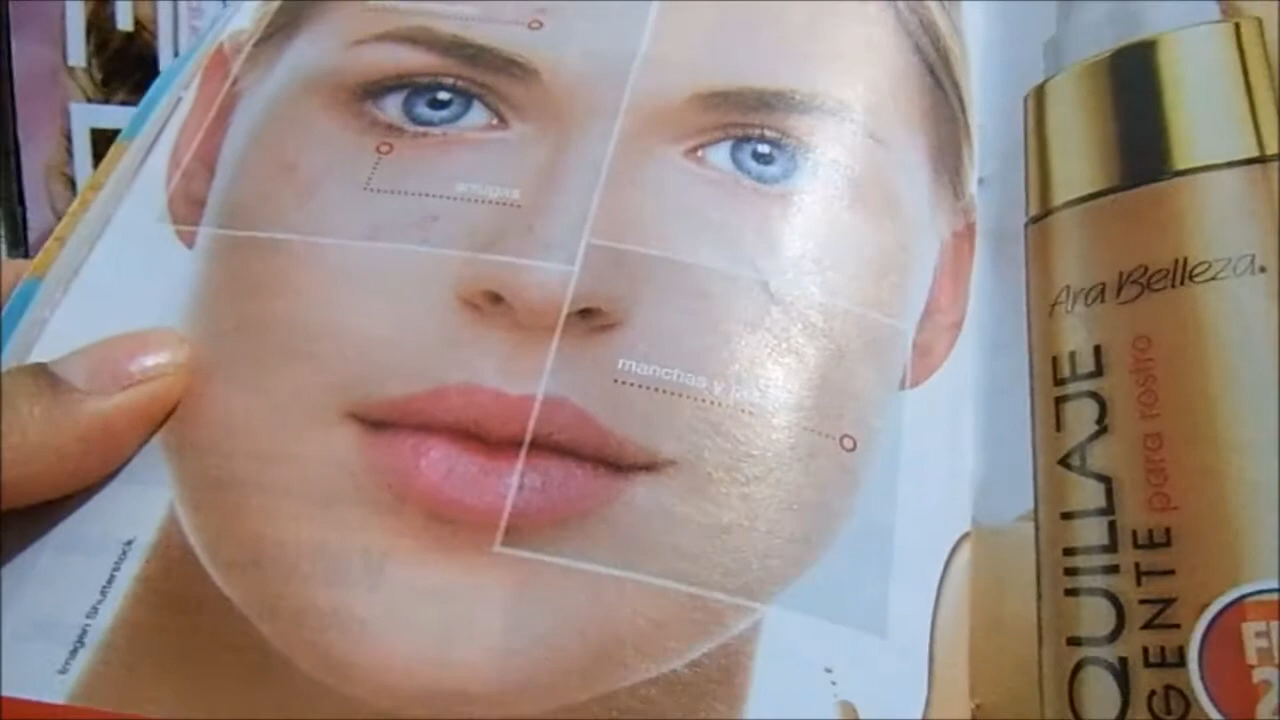 arrugas
manchas y
Imagen Shutterstock
Ara Belleza.
QUILLAJE
GENTE
para rostro